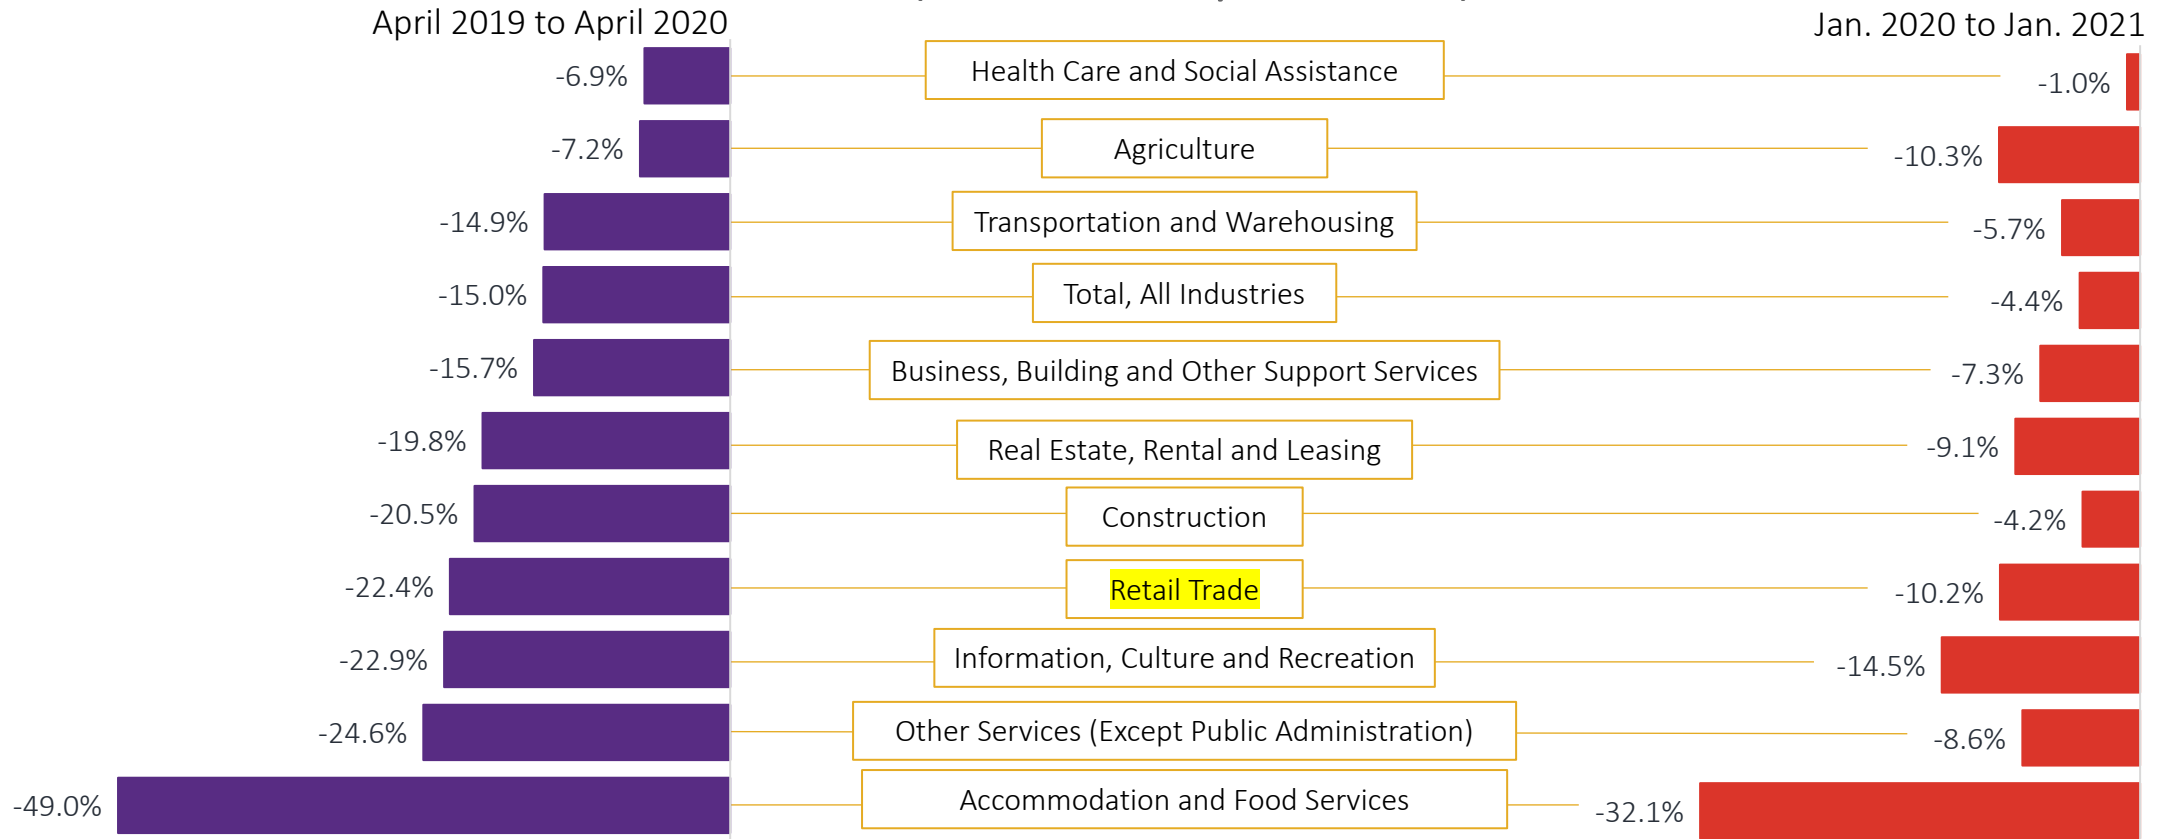 April 2019 to April 2020
Jan. 2020 to Jan. 2021
-6.9% Health Care and Social Assistance -1.0%
-7.2% Agriculture -10.3%
-14.9% Transportation and Warehousing -5.7%
-15.0% Total, All Industries -4.4%
-15.7% Business, Building and Other Support Services -7.3%
-19.8% Real Estate, Rental and Leasing -9.1%
-20.5% Construction -4.2%
-22.4% Retail Trade -10.2%
-22.9% Information, Culture and Recreation -14.5%
-24.6% Other Services (Except Public Administration) -8.6%
-49.0% Accommodation and Food Services -32.1%